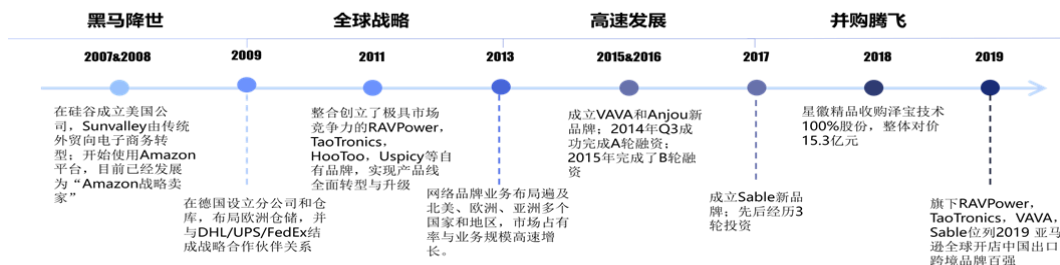 黑马降世
全球战略
高速发展
并购腾飞
2007&2008
2009
2011
2013
2015&2016
2017
2018
2019
在硅谷成立美国公
司，Sunvalley由传统
外贸向电子商务转
型；开始使用Amazon
平台，目前已经发展
为“Amazon战略卖
家”
在德国设立分公司和仓
库，布局欧洲仓储，并
与DHL/UPS/FedEx结
成战略合作伙伴关系
整合创立了极具市场
竞争力的RAVPower，
TaoTronics，
HooToo，Uspicy等自
有品牌，实现产品线
全面转型与升级
网络品牌业务布局遍及
北美、欧洲、亚洲多个
国家和地区，市场占有
率与业务规模高速增
长。
成立VAVA和Anjou新
品牌；2014年Q3成
功完成A轮融资；
2015年完成了B轮融
资
成立Sable新品
牌；先后经历3
轮投资
星徽精品收购泽宝技术
100%股份，整体对价
15.3亿元
旗下RAVPower，
TaoTronics，VAVA，
Sable位列2019 亚马
逊全球开店中国出口
跨境品牌百强